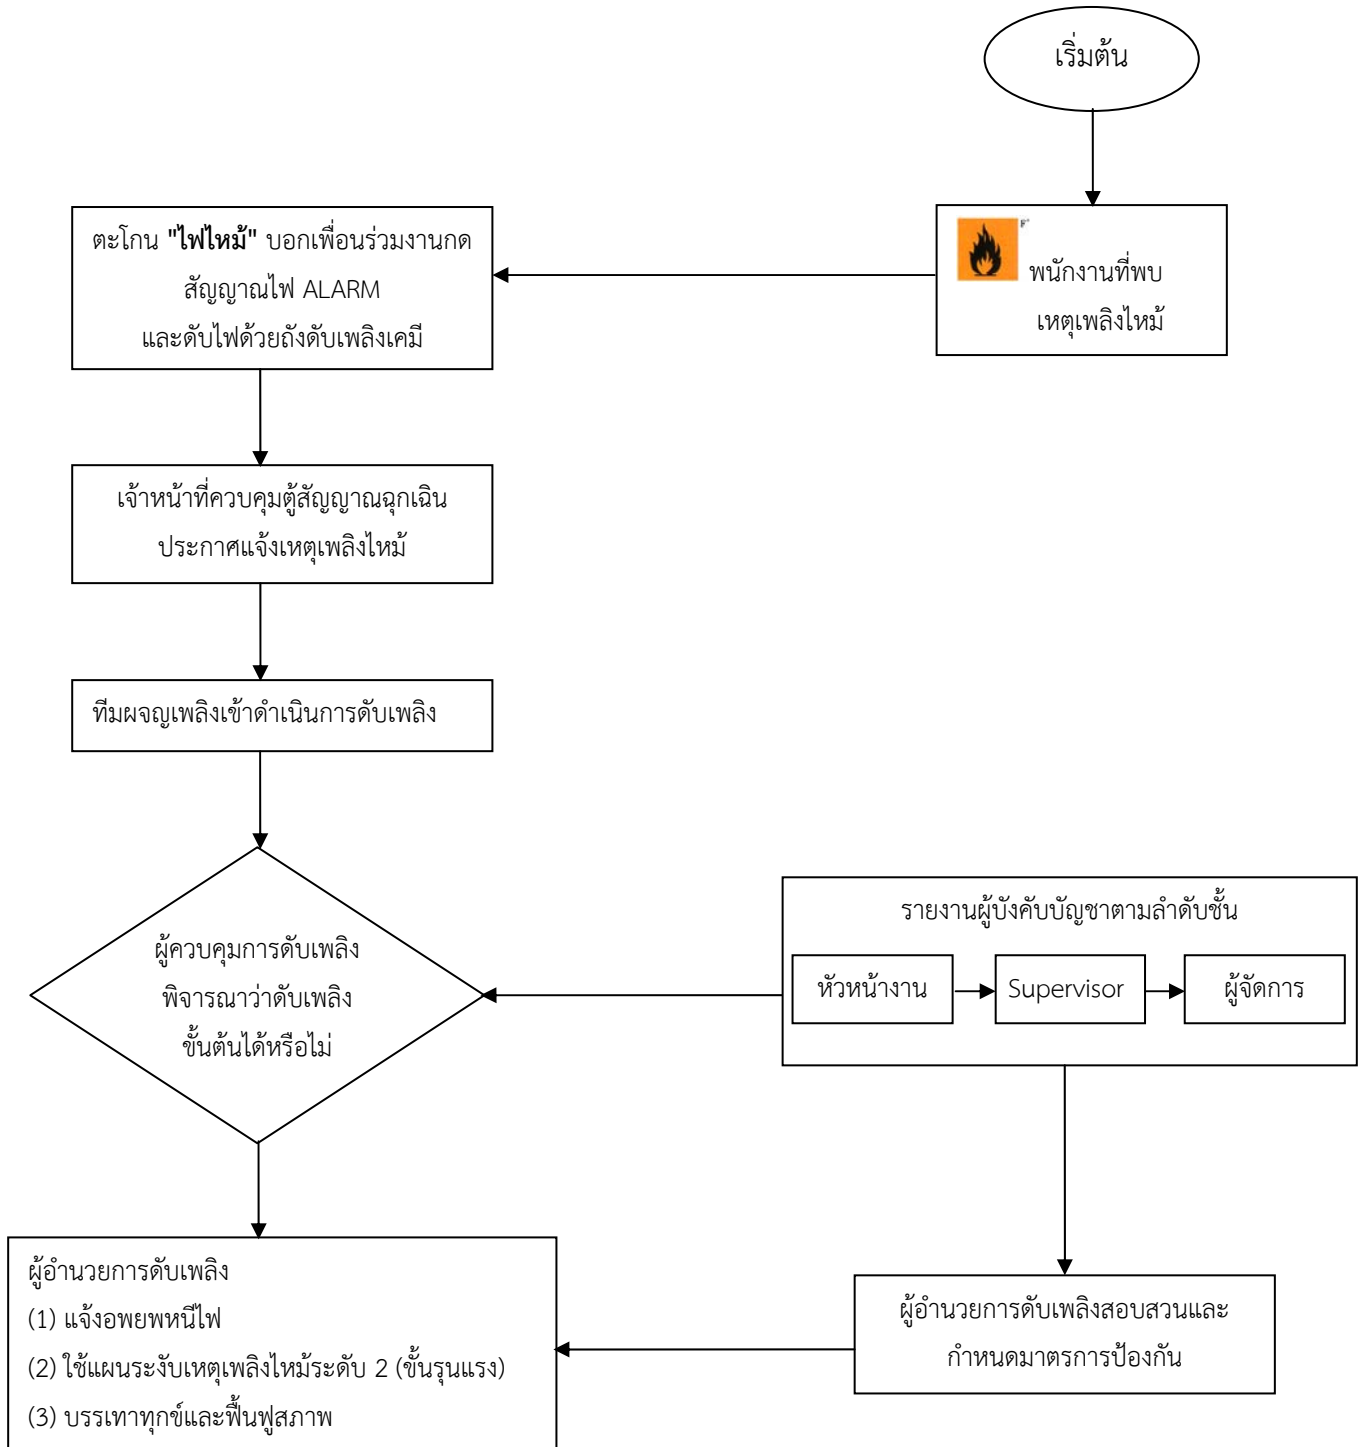 เริ่มต้น
F+
พนักงานที่พบ
เหตุเพลิงไหม้
ตะโกน "ไฟไหม้" บอกเพื่อนร่วมงานกด
สัญญาณไฟ ALARM
และดับไฟด้วยถังดับเพลิงเคมี
เจ้าหน้าที่ควบคุมตู้สัญญาณฉุกเฉิน
ประกาศแจ้งเหตุเพลิงไหม้
ทีมผจญเพลิงเข้าดำเนินการดับเพลิง
ผู้ควบคุมการดับเพลิง
พิจารณาว่าดับเพลิง
ขั้นต้นได้หรือไม่
รายงานผู้บังคับบัญชาตามลำดับชั้น
หัวหน้างาน
Supervisor
ผู้จัดการ
ผู้อำนวยการดับเพลิง
(1) แจ้งอพยพหนีไฟ
(2) ใช้แผนระงับเหตุเพลิงไหม้ระดับ 2 (ขั้นรุนแรง)
(3) บรรเทาทุกข์และฟื้นฟูสภาพ
ผู้อำนวยการดับเพลิงสอบสวนและ
กำหนดมาตรการป้องกัน